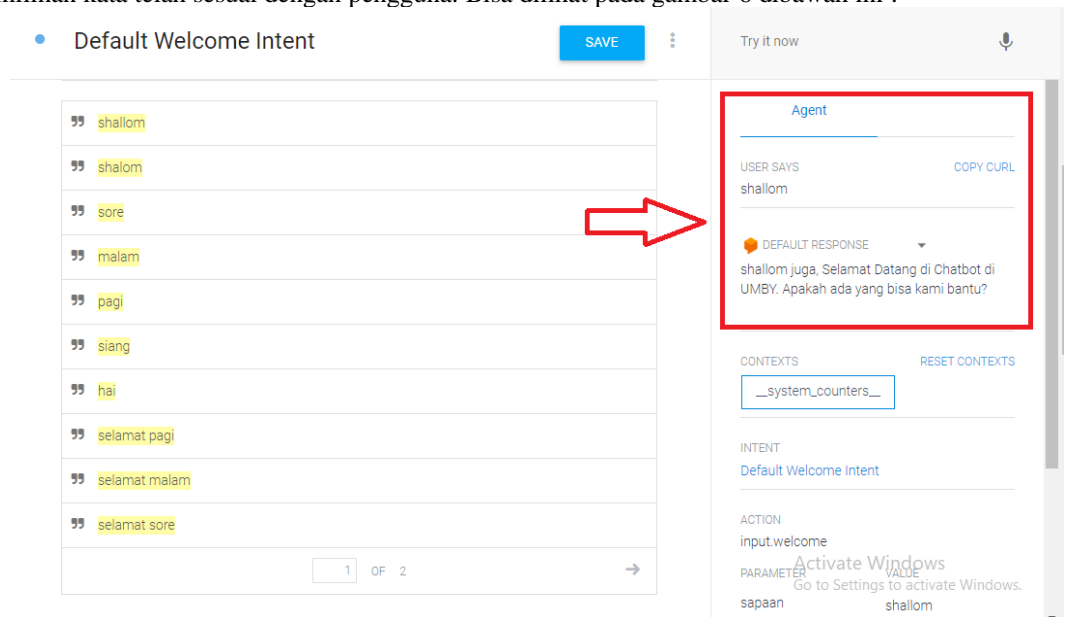 Default Welcome Intent
SAVE
Try it now
shallom
shalom
sore
malam
pagi
siang
hai
selamat pagi
selamat malam
selamat sore
1 OF 2
Agent
USER SAYS COPY CURL
shallom
DEFAULT RESPONSE
shallom juga, Selamat Datang di Chatbot di
UMBY. Apakah ada yang bisa kami bantu?
CONTEXTS RESET CONTEXTS
__system_counters__
INTENT
Default Welcome Intent
ACTION
input.welcome
Activate Windows
PARAMETER VALUE
Go to Settings to activate Windows.
sapaan shallom